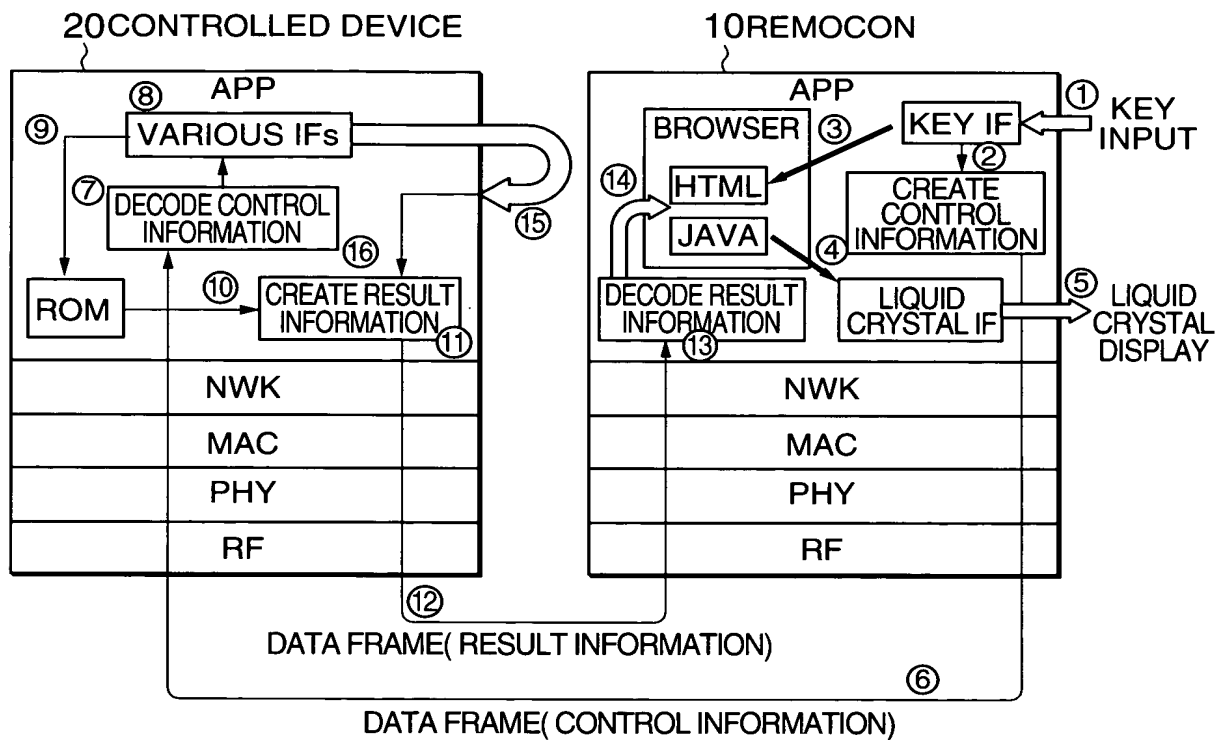 20CONTROLLED DEVICE
APP
⑧
⑨
VARIOUS IFs
⑦
DECODE CONTROL
INFORMATION
⑮
⑯
ROM
⑩
CREATE RESULT
INFORMATION
⑪
NWK
MAC
PHY
RF
10REMOCON
APP
①
KEY
INPUT
BROWSER
③
KEY IF
②
⑭
HTML
CREATE
CONTROL
INFORMATION
JAVA
④
DECODE RESULT
INFORMATION
⑬
LIQUID
CRYSTAL IF
⑤
LIQUID
CRYSTAL
DISPLAY
NWK
MAC
PHY
RF
⑫
DATA FRAME( RESULT INFORMATION)
⑥
DATA FRAME( CONTROL INFORMATION)